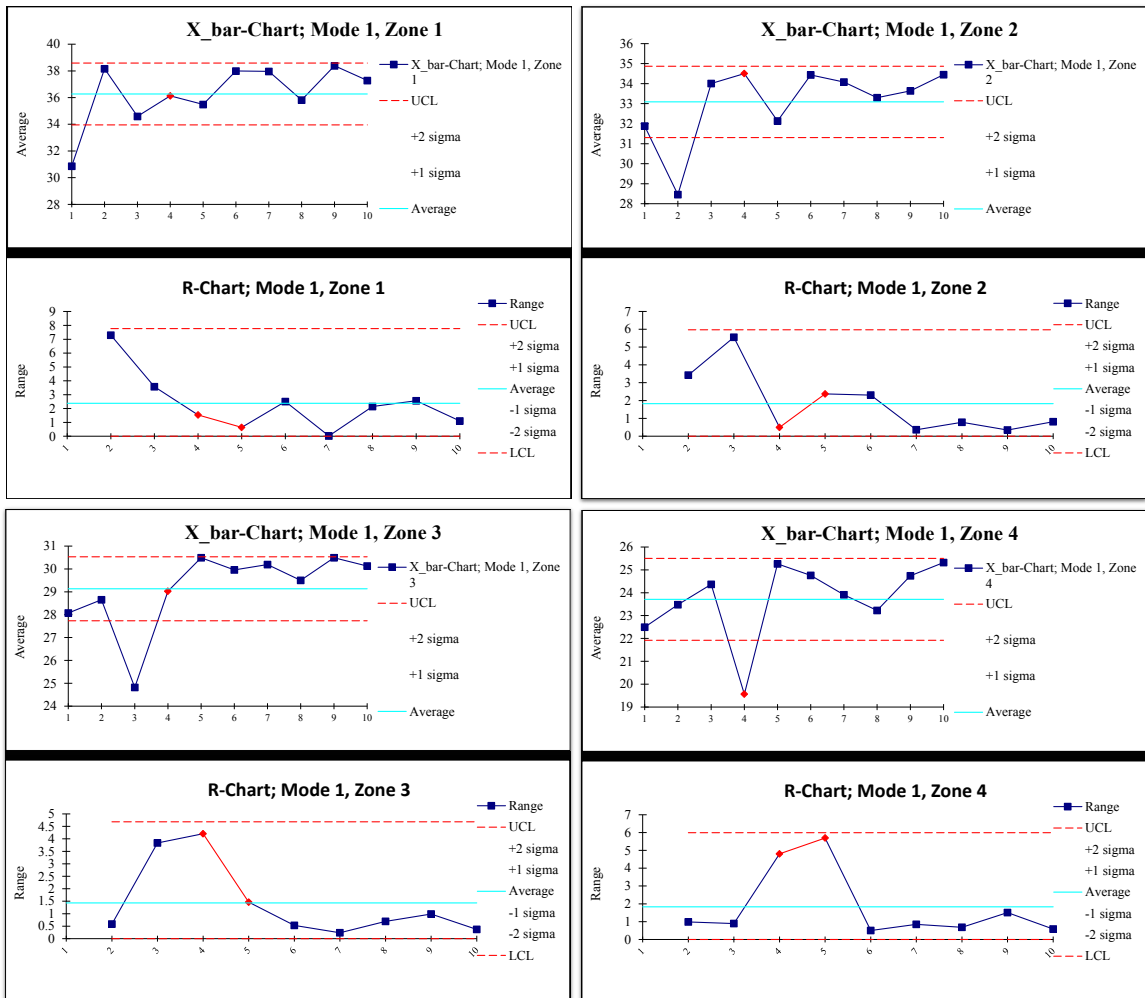 X_bar-Chart; Mode 1, Zone 1
Average
40
38
36
34
32
30
28
1 2 3 4 5 6 7 8 9 10
X_bar-Chart; Mode 1, Zone
1
UCL
+2 sigma
+1 sigma
Average
R-Chart; Mode 1, Zone 1
Range
9
8
7
6
5
4
3
2
1
0
1 2 3 4 5 6 7 8 9 10
Range
UCL
+2 sigma
+1 sigma
Average
-1 sigma
-2 sigma
LCL
X_bar-Chart; Mode 1, Zone 2
Average
36
35
34
33
32
31
30
29
28
1 2 3 4 5 6 7 8 9 10
X_bar-Chart; Mode 1, Zone
2
UCL
+2 sigma
+1 sigma
Average
R-Chart; Mode 1, Zone 2
Range
7
6
5
4
3
2
1
0
1 2 3 4 5 6 7 8 9 10
Range
UCL
+2 sigma
+1 sigma
Average
-1 sigma
-2 sigma
LCL
X_bar-Chart; Mode 1, Zone 3
Average
31
30
29
28
27
26
25
24
1 2 3 4 5 6 7 8 9 10
X_bar-Chart; Mode 1, Zone
3
UCL
+2 sigma
+1 sigma
Average
R-Chart; Mode 1, Zone 3
Range
5
4.5
4
3.5
3
2.5
2
1.5
1
0.5
0
1 2 3 4 5 6 7 8 9 10
Range
UCL
+2 sigma
+1 sigma
Average
-1 sigma
-2 sigma
LCL
X_bar-Chart; Mode 1, Zone 4
Average
26
25
24
23
22
21
20
19
1 2 3 4 5 6 7 8 9 10
X_bar-Chart; Mode 1, Zone
4
UCL
+2 sigma
+1 sigma
Average
R-Chart; Mode 1, Zone 4
Range
7
6
5
4
3
2
1
0
1 2 3 4 5 6 7 8 9 10
Range
UCL
+2 sigma
+1 sigma
Average
-1 sigma
-2 sigma
LCL